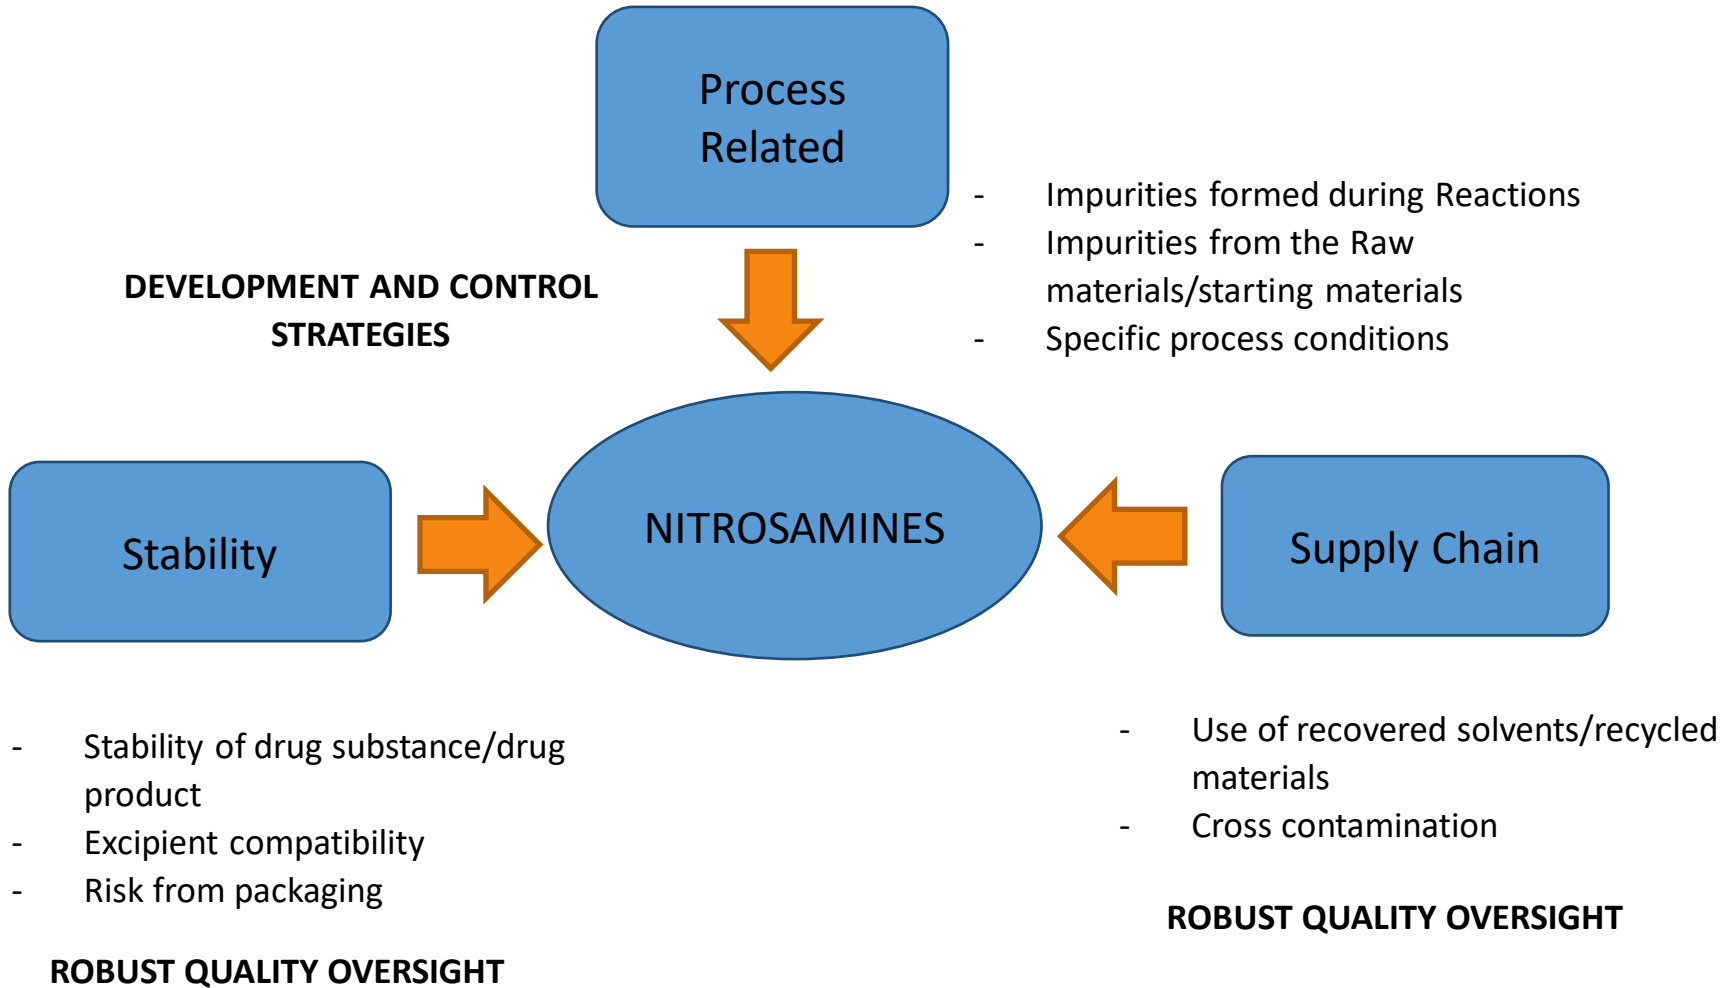 Process
Related
- Impurities formed during Reactions
- Impurities from the Raw
materials/starting materials
- Specific process conditions
DEVELOPMENT AND CONTROL
STRATEGIES
NITROSAMINES
Stability
Supply Chain
- Stability of drug substance/drug
product
- Excipient compatibility
- Risk from packaging
ROBUST QUALITY OVERSIGHT
- Use of recovered solvents/recycled
materials
- Cross contamination
ROBUST QUALITY OVERSIGHT